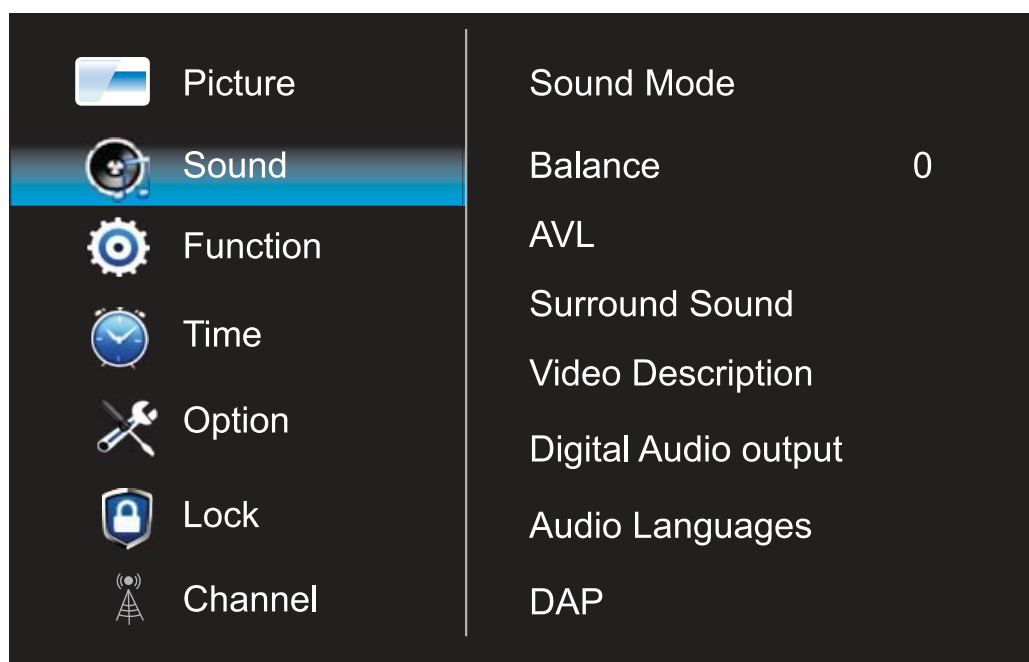 Picture
Sound
Function
Time
Option
Lock
Channel
Sound Mode
Balance 0
AVL
Surround Sound
Video Description
Digital Audio output
Audio Languages
DAP